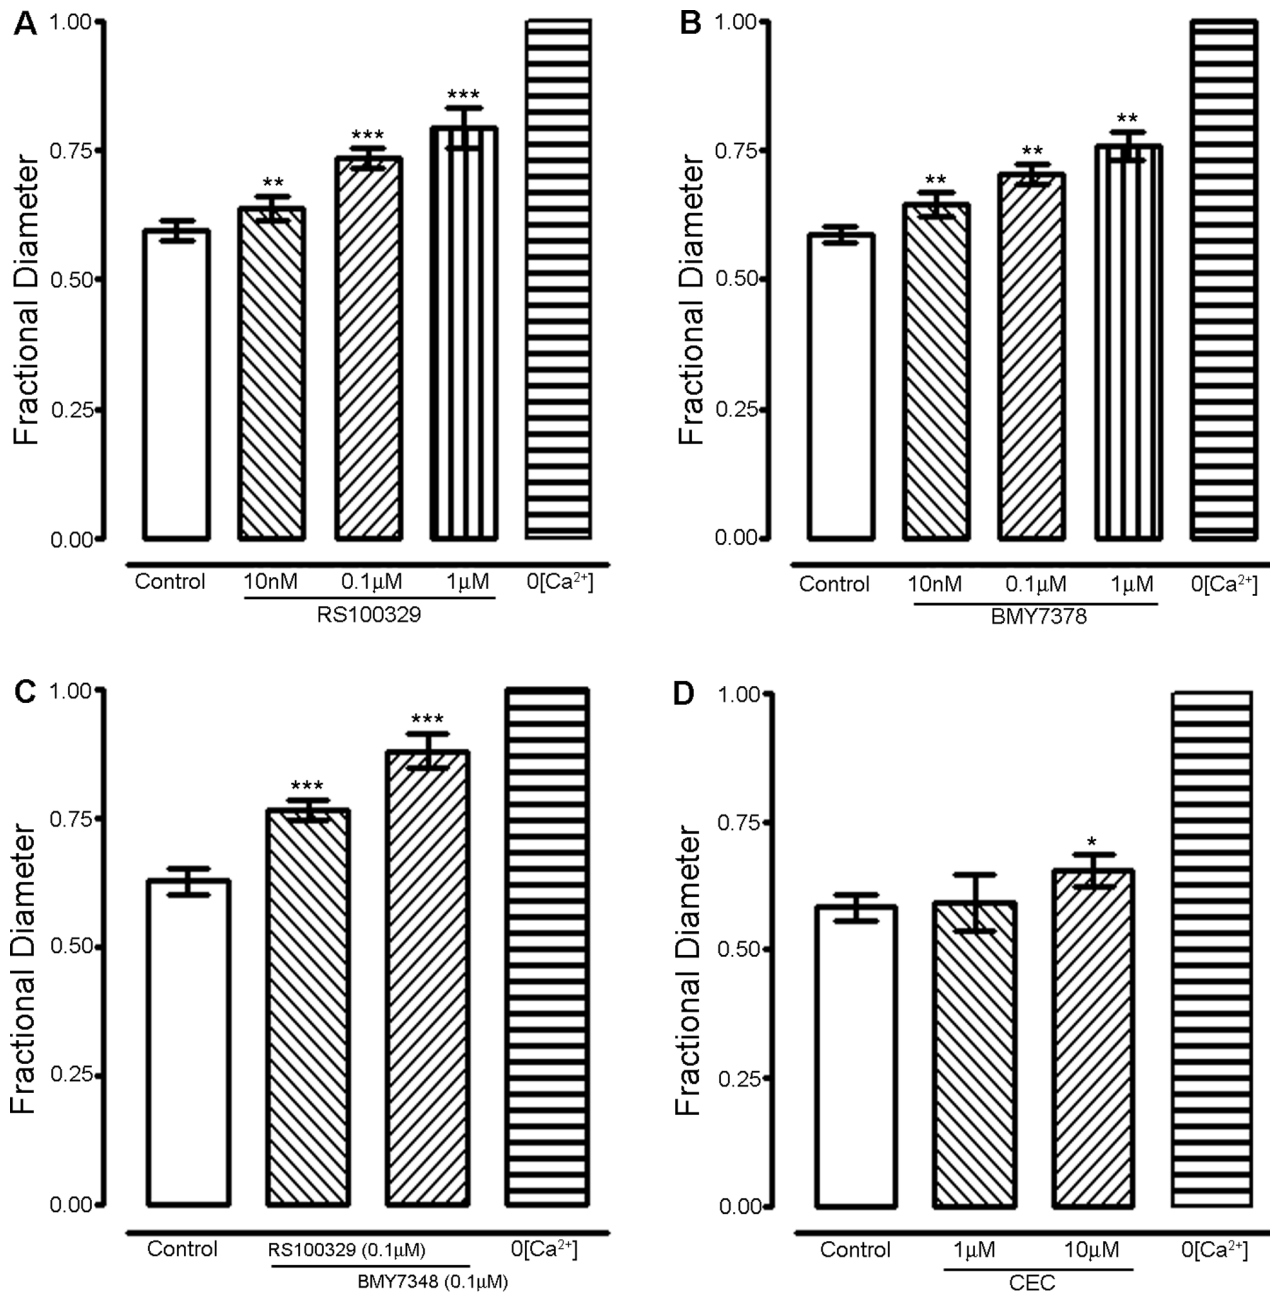 A
1.00
0.75
0.50
0.25
0.00
Fractional Diameter
***
***
**
Control 10nM 0.1µM 1µM 0[Ca²⁺]
RS100329
B
1.00
0.75
0.50
0.25
0.00
Fractional Diameter
**
**
**
Control 10nM 0.1µM 1µM 0[Ca²⁺]
BMY7378
C
1.00
0.75
0.50
0.25
0.00
Fractional Diameter
***
***
Control RS100329 (0.1µM) 0[Ca²⁺]
BMY7348 (0.1µM)
D
1.00
0.75
0.50
0.25
0.00
Fractional Diameter
*
Control 1µM 10µM 0[Ca²⁺]
CEC